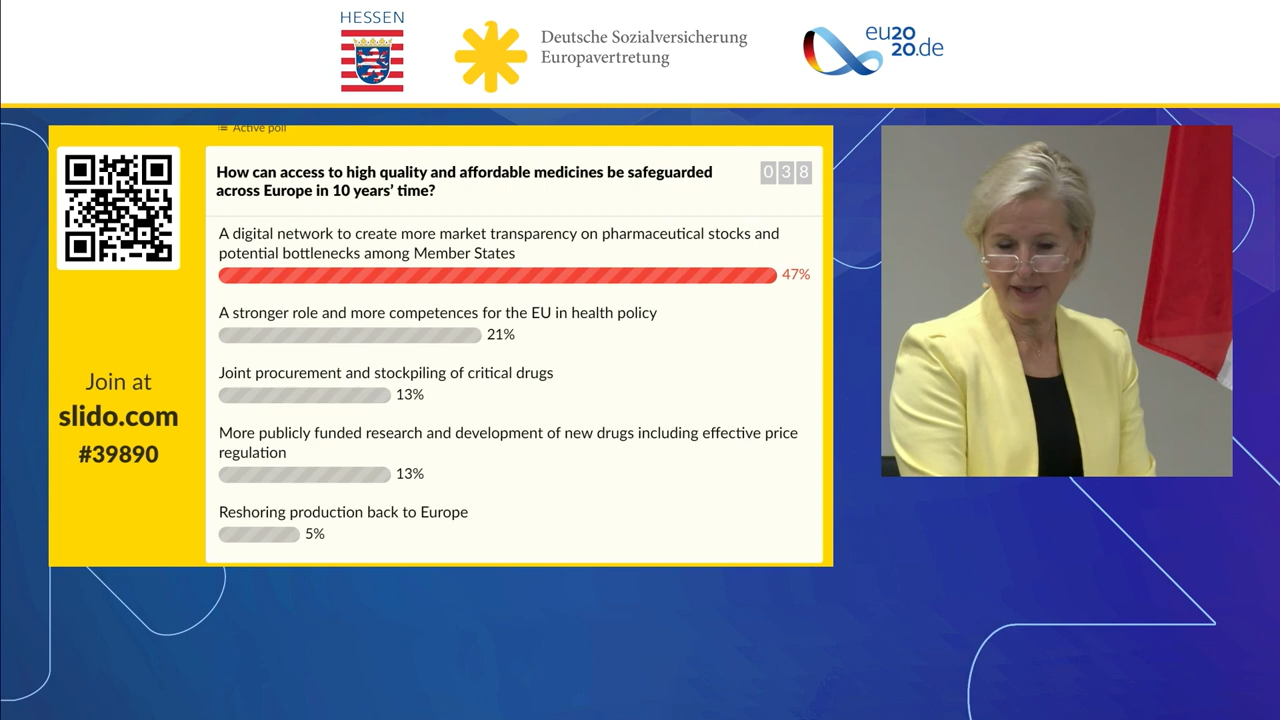 HESSEN
Deutsche Sozialversicherung
Europavertretung
eu20
20.de
Active poll
How can access to high quality and affordable medicines be safeguarded
across Europe in 10 years' time?
038
A digital network to create more market transparency on pharmaceutical stocks and
potential bottlenecks among Member States
47%
A stronger role and more competences for the EU in health policy
21%
Joint procurement and stockpiling of critical drugs
13%
More publicly funded research and development of new drugs including effective price
regulation
13%
Reshoring production back to Europe
5%
Join at
slido.com
#39890